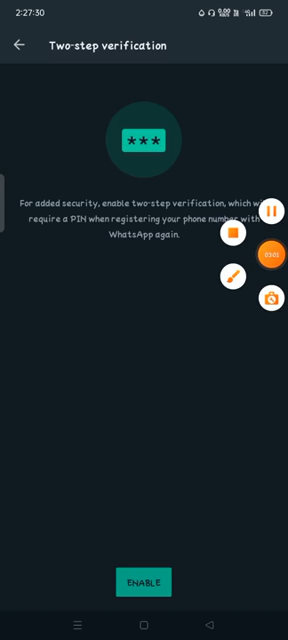 2:27:30
Two-step verification
***
For added security, enable two-step verification, which
require a PIN when registering your phone number with
WhatsApp again.
03:01
ENABLE